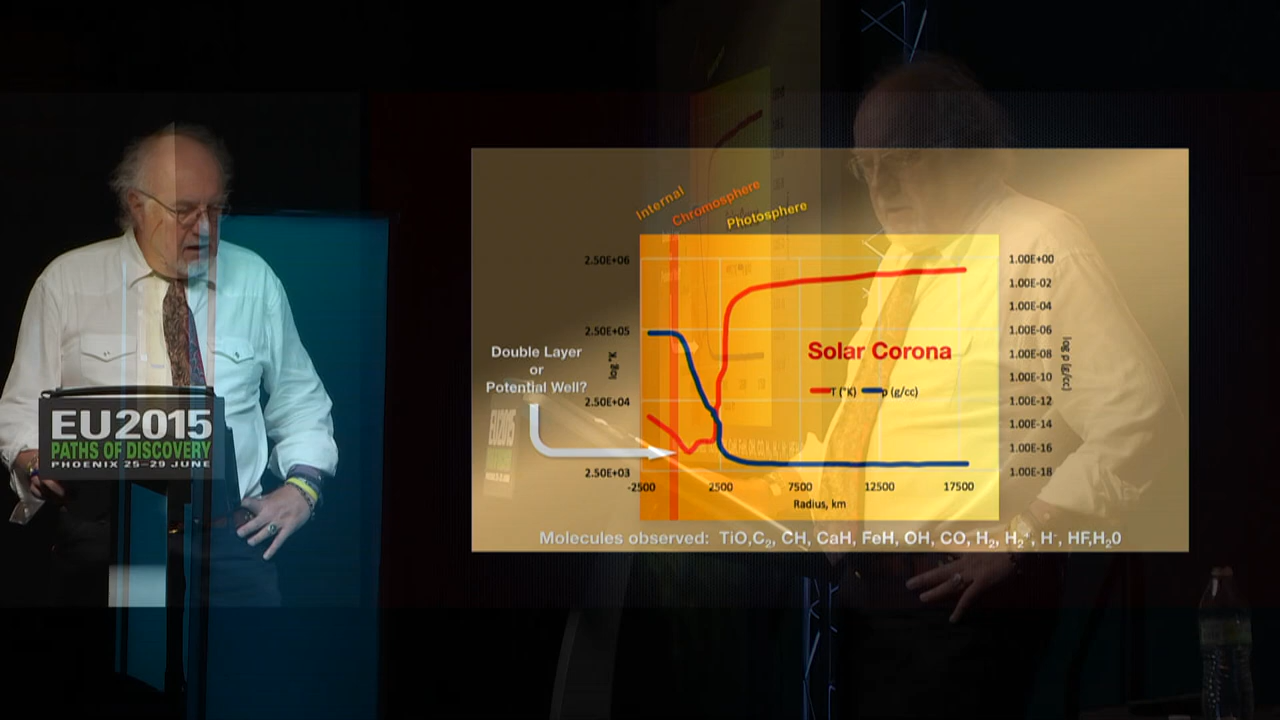 EU2015
PATHS OF DISCOVERY
PHOENIX 25-29 JUNE
Internal
Chromosphere
Photosphere
2.50E+06
2.50E+05
2.50E+04
2.50E+03
log °K
1.00E+00
1.00E-02
1.00E-04
1.00E-06
1.00E-08
1.00E-10
1.00E-12
1.00E-14
1.00E-16
1.00E-18
log ρ (g/cc)
Double Layer
or
Potential Well?
Solar Corona
T (°K) ρ (g/cc)
-2500 2500 7500 12500 17500
Radius, km
Molecules observed: TiO,C₂, CH, CaH, FeH, OH, CO, H₂, H₂⁺, H⁻, HF,H₂0
EU2015